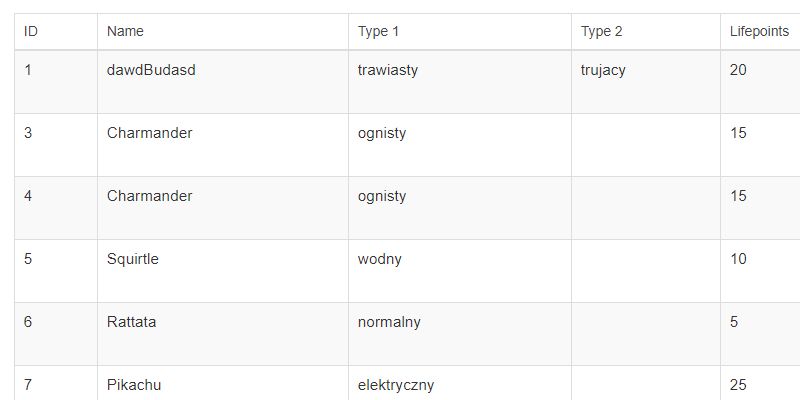 ID Name Type 1 Type 2 Lifepoints
1 dawdBudasd trawiasty trujacy 20
3 Charmander ognisty 15
4 Charmander ognisty 15
5 Squirtle wodny 10
6 Rattata normalny 5
7 Pikachu elektryczny 25